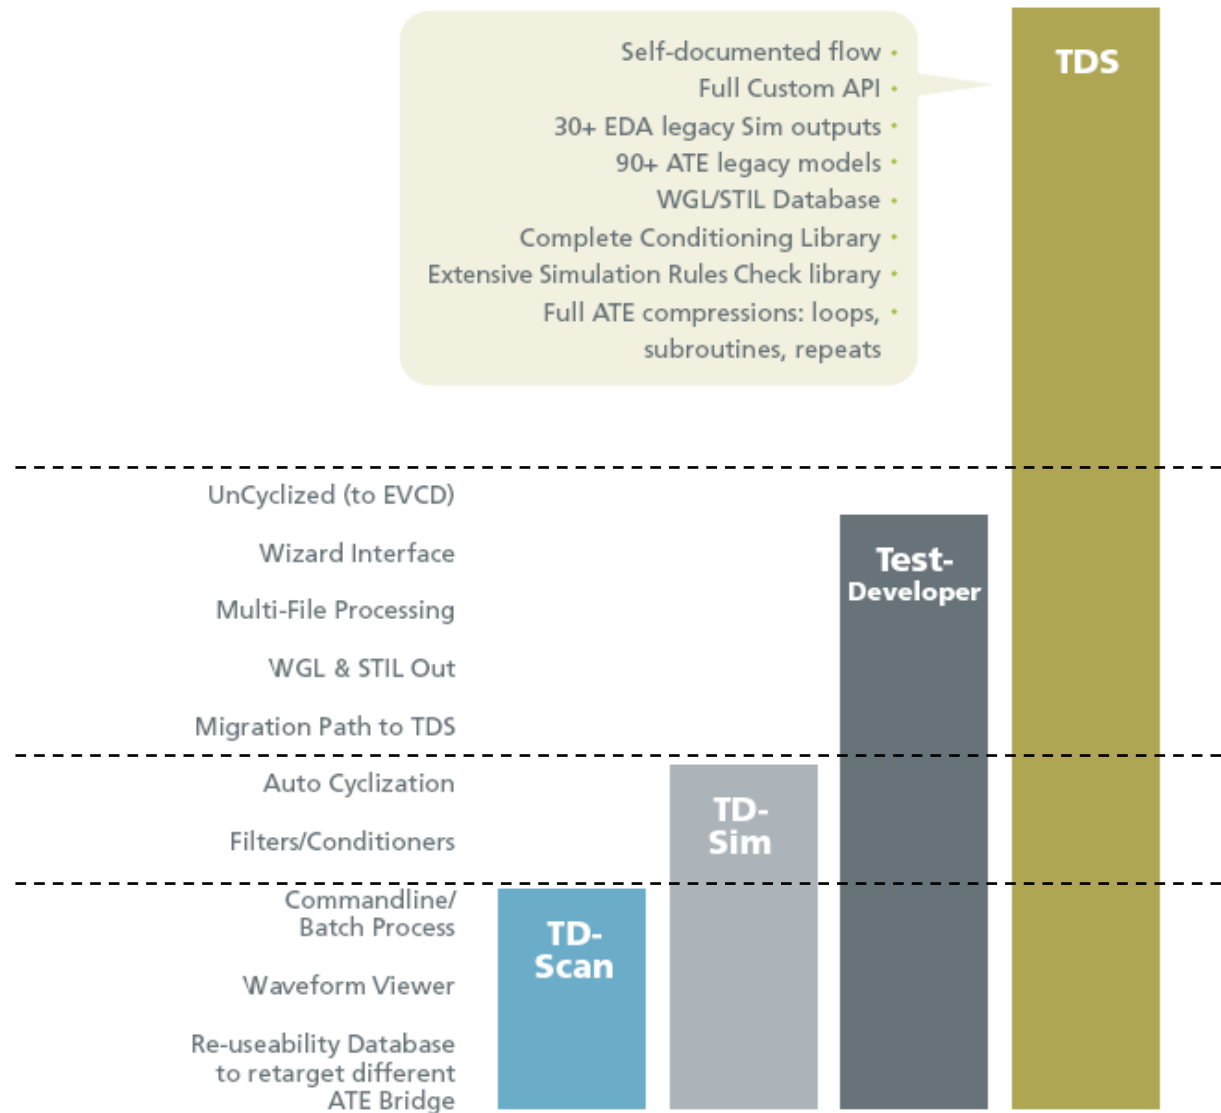 Self-documented flow •
Full Custom API •
30+ EDA legacy Sim outputs •
90+ ATE legacy models •
WGL/STIL Database •
Complete Conditioning Library •
Extensive Simulation Rules Check library •
Full ATE compressions: loops, •
subroutines, repeats
TDS
UnCyclized (to EVCD)
Wizard Interface
Multi-File Processing
WGL & STIL Out
Migration Path to TDS
Test-
Developer
Auto Cyclization
Filters/Conditioners
TD-
Sim
Commandline/
Batch Process
Waveform Viewer
Re-useability Database
to retarget different
ATE Bridge
TD-
Scan